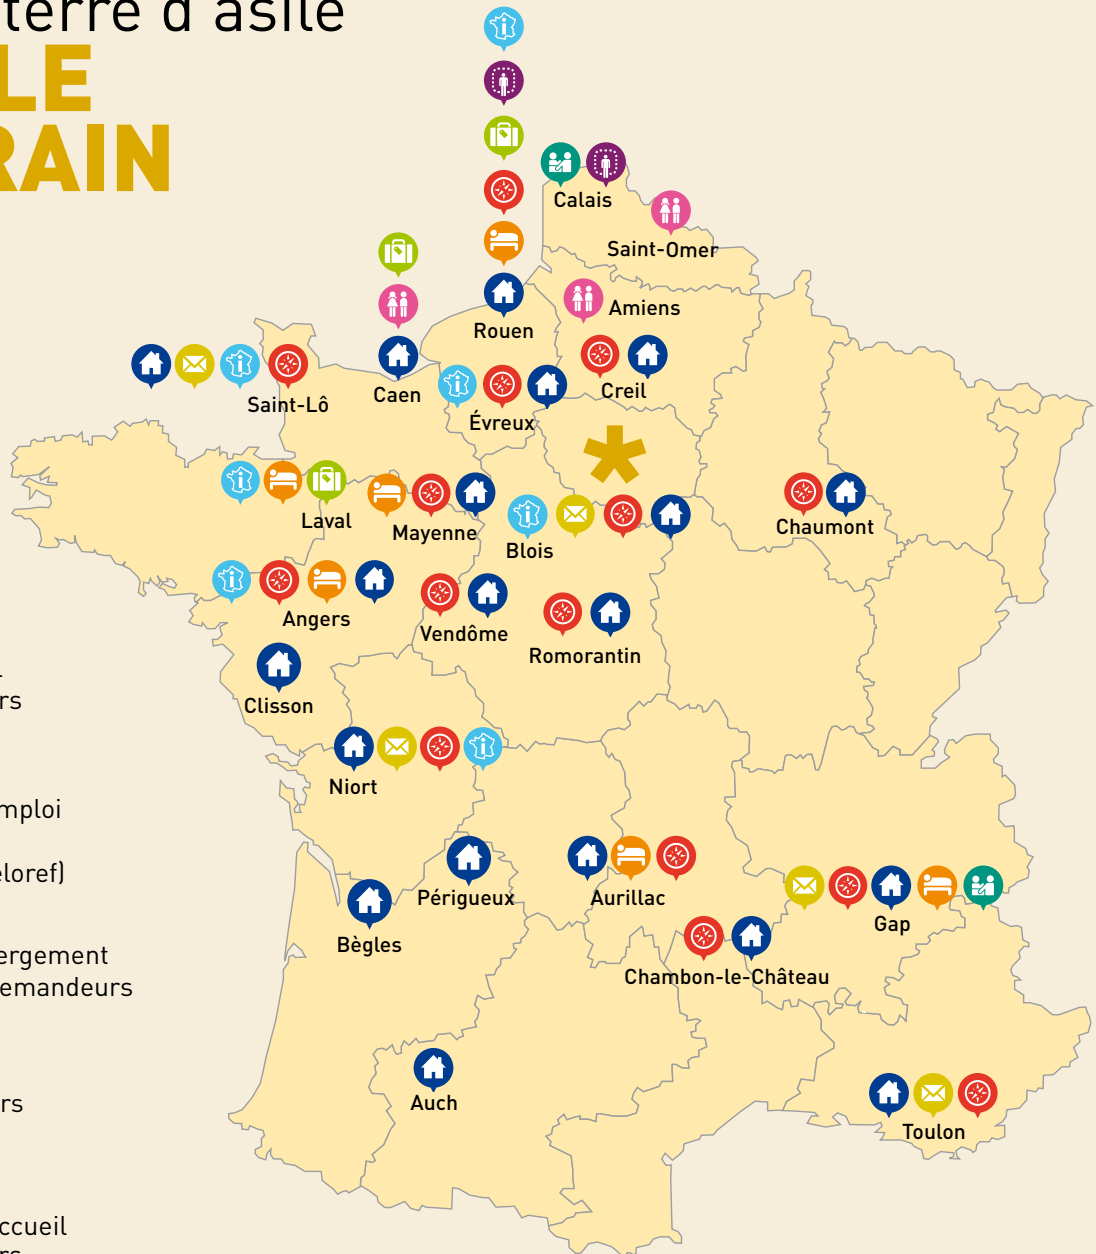 terre d'asile
LE
RAIN
Calais
Saint-Omer
Rouen
Amiens
Caen
Creil
Saint-Lô
Évreux
Laval
Mayenne
Blois
Chaumont
Angers
Vendôme
Romorantin
Clisson
rs
Niort
mploi
éloref)
Périgueux
Aurillac
Gap
Bègles
ergement
Chambon-le-Château
emandeurs
Auch
rs
Toulon
ccueil